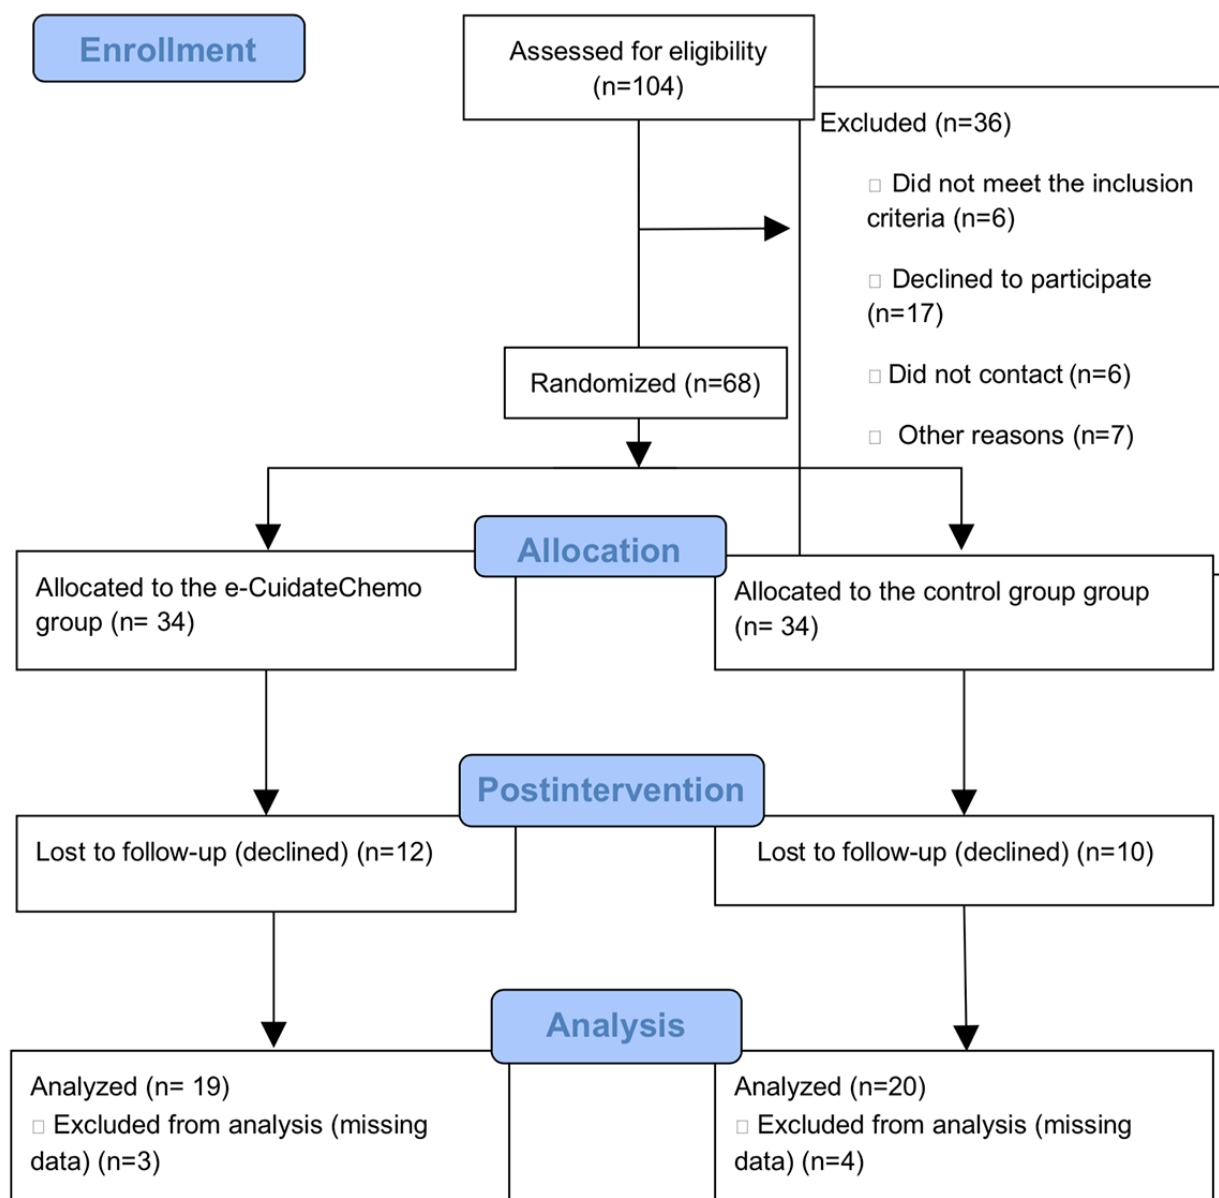 Enrollment
Assessed for eligibility
(n=104)
Excluded (n=36)
Did not meet the inclusion
criteria (n=6)
Declined to participate
(n=17)
Did not contact (n=6)
Other reasons (n=7)
Randomized (n=68)
Allocation
Allocated to the e-CuidateChemo
group (n= 34)
Allocated to the control group group
(n= 34)
Postintervention
Lost to follow-up (declined) (n=12)
Lost to follow-up (declined) (n=10)
Analysis
Analyzed (n= 19)
Excluded from analysis (missing
data) (n=3)
Analyzed (n=20)
Excluded from analysis (missing
data) (n=4)